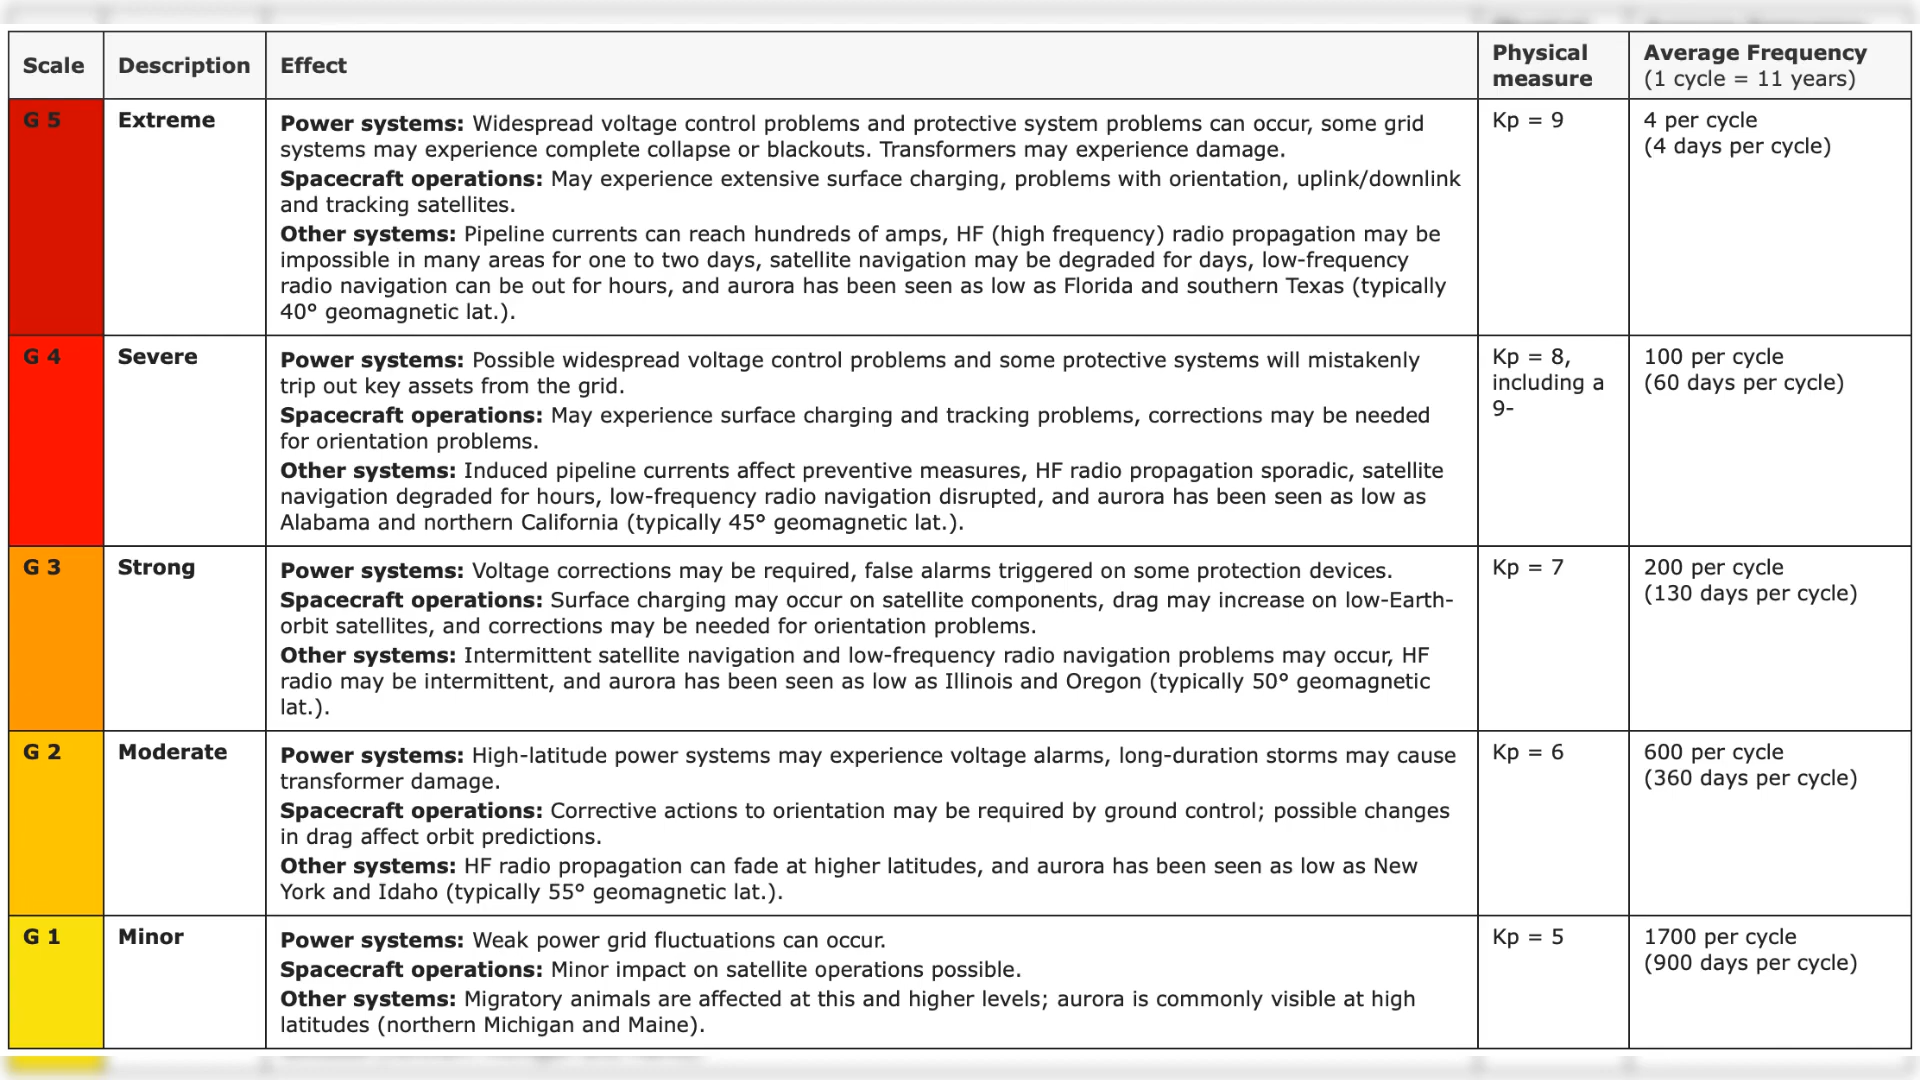 Scale Description Effect Physical measure Average Frequency (1 cycle = 11 years)
G 5 Extreme
Power systems: Widespread voltage control problems and protective system problems can occur, some grid
systems may experience complete collapse or blackouts. Transformers may experience damage.
Spacecraft operations: May experience extensive surface charging, problems with orientation, uplink/downlink
and tracking satellites.
Other systems: Pipeline currents can reach hundreds of amps, HF (high frequency) radio propagation may be
impossible in many areas for one to two days, satellite navigation may be degraded for days, low-frequency
radio navigation can be out for hours, and aurora has been seen as low as Florida and southern Texas (typically
40° geomagnetic lat.).
Kp = 9
4 per cycle
(4 days per cycle)
G 4 Severe
Power systems: Possible widespread voltage control problems and some protective systems will mistakenly
trip out key assets from the grid.
Spacecraft operations: May experience surface charging and tracking problems, corrections may be needed
for orientation problems.
Other systems: Induced pipeline currents affect preventive measures, HF radio propagation sporadic, satellite
navigation degraded for hours, low-frequency radio navigation disrupted, and aurora has been seen as low as
Alabama and northern California (typically 45° geomagnetic lat.).
Kp = 8,
including a
9-
100 per cycle
(60 days per cycle)
G 3 Strong
Power systems: Voltage corrections may be required, false alarms triggered on some protection devices.
Spacecraft operations: Surface charging may occur on satellite components, drag may increase on low-Earth-
orbit satellites, and corrections may be needed for orientation problems.
Other systems: Intermittent satellite navigation and low-frequency radio navigation problems may occur, HF
radio may be intermittent, and aurora has been seen as low as Illinois and Oregon (typically 50° geomagnetic
lat.).
Kp = 7
200 per cycle
(130 days per cycle)
G 2 Moderate
Power systems: High-latitude power systems may experience voltage alarms, long-duration storms may cause
transformer damage.
Spacecraft operations: Corrective actions to orientation may be required by ground control; possible changes
in drag affect orbit predictions.
Other systems: HF radio propagation can fade at higher latitudes, and aurora has been seen as low as New
York and Idaho (typically 55° geomagnetic lat.).
Kp = 6
600 per cycle
(360 days per cycle)
G 1 Minor
Power systems: Weak power grid fluctuations can occur.
Spacecraft operations: Minor impact on satellite operations possible.
Other systems: Migratory animals are affected at this and higher levels; aurora is commonly visible at high
latitudes (northern Michigan and Maine).
Kp = 5
1700 per cycle
(900 days per cycle)